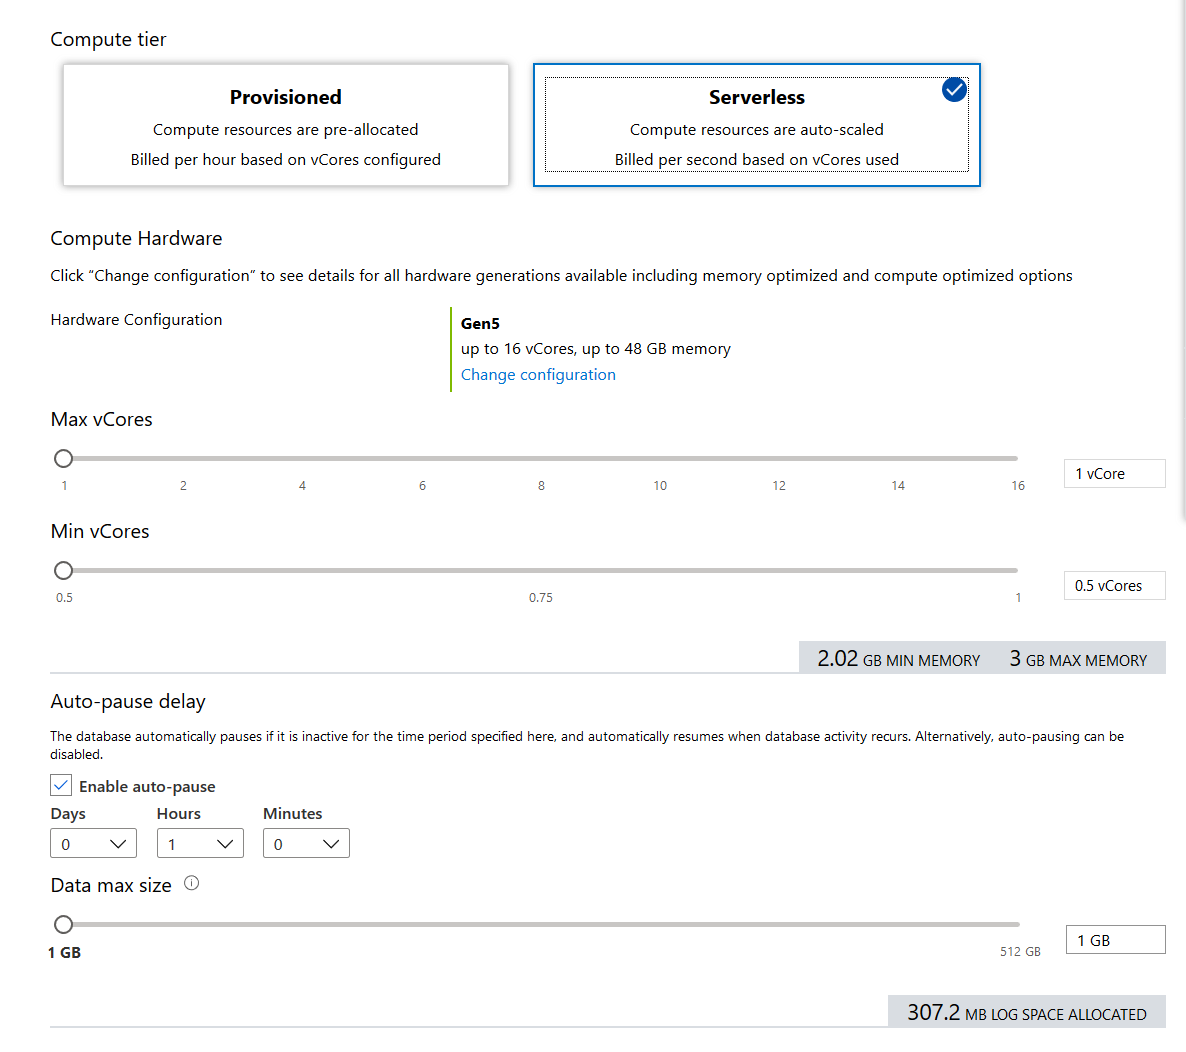 Compute tier
Provisioned
Compute resources are pre-allocated
Billed per hour based on vCores configured
Serverless
Compute resources are auto-scaled
Billed per second based on vCores used
Compute Hardware
Click “Change configuration” to see details for all hardware generations available including memory optimized and compute optimized options
Hardware Configuration
Gen5
up to 16 vCores, up to 48 GB memory
Change configuration
Max vCores
1 2 4 6 8 10 12 14 16
1 vCore
Min vCores
0.5 0.75 1
0.5 vCores
2.02 GB MIN MEMORY 3 GB MAX MEMORY
Auto-pause delay
The database automatically pauses if it is inactive for the time period specified here, and automatically resumes when database activity recurs. Alternatively, auto-pausing can be
disabled.
Enable auto-pause
Days Hours Minutes
0 1 0
Data max size
1 GB 512 GB
1 GB
307.2 MB LOG SPACE ALLOCATED